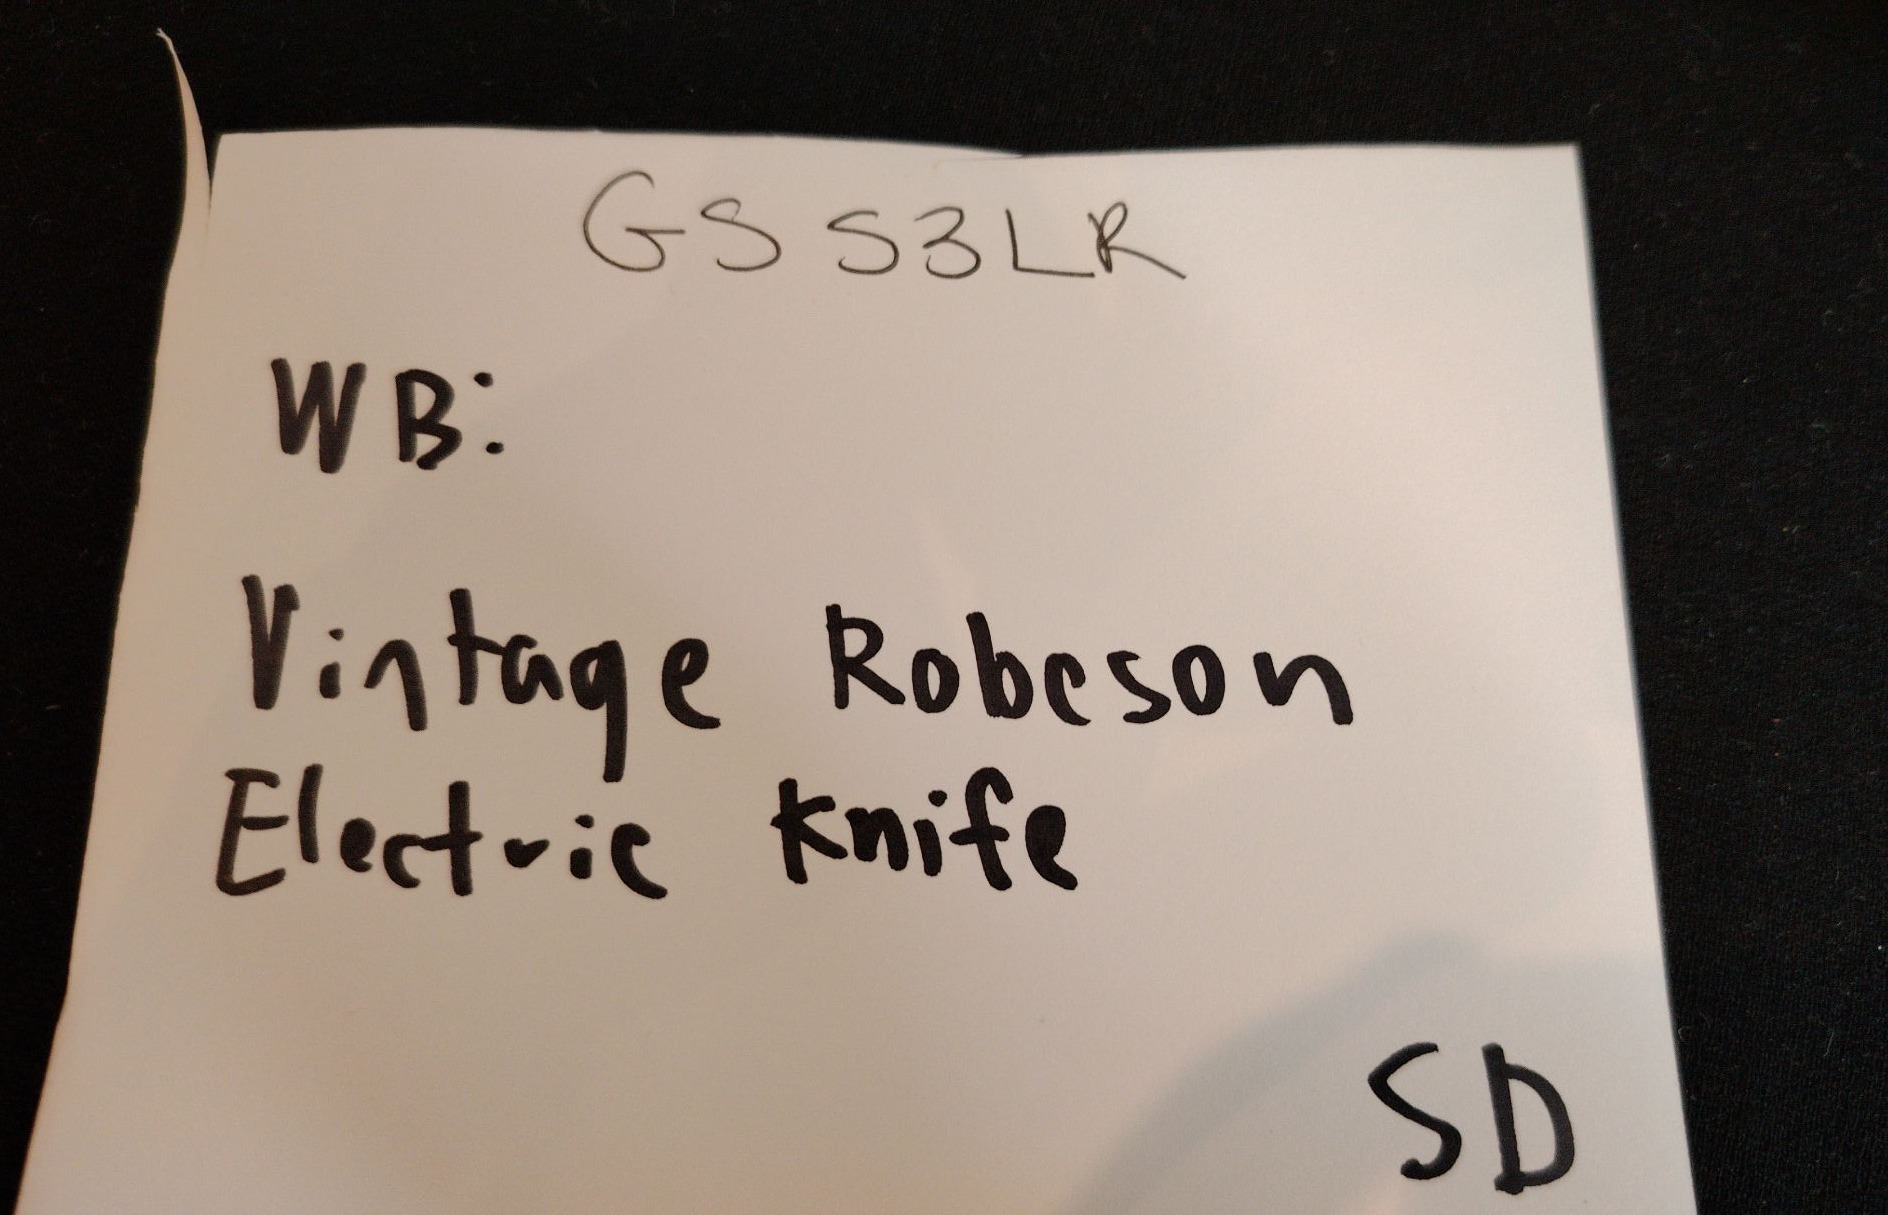 GS S3LR
WB:
Vintage Robeson
Electric Knife
SD